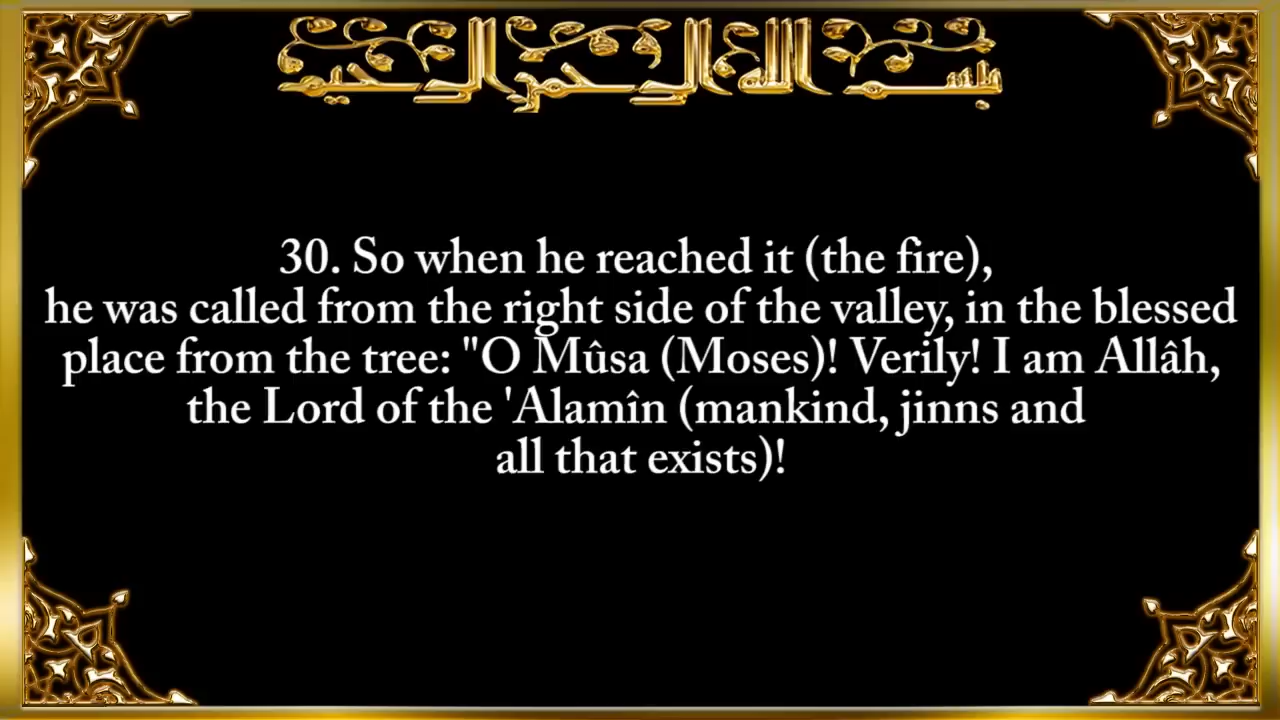 بسم الله الرحمن الرحيم
30. So when he reached it (the fire),
he was called from the right side of the valley, in the blessed
place from the tree: "O Mûsa (Moses)! Verily! I am Allâh,
the Lord of the 'Alamîn (mankind, jinns and
all that exists)!